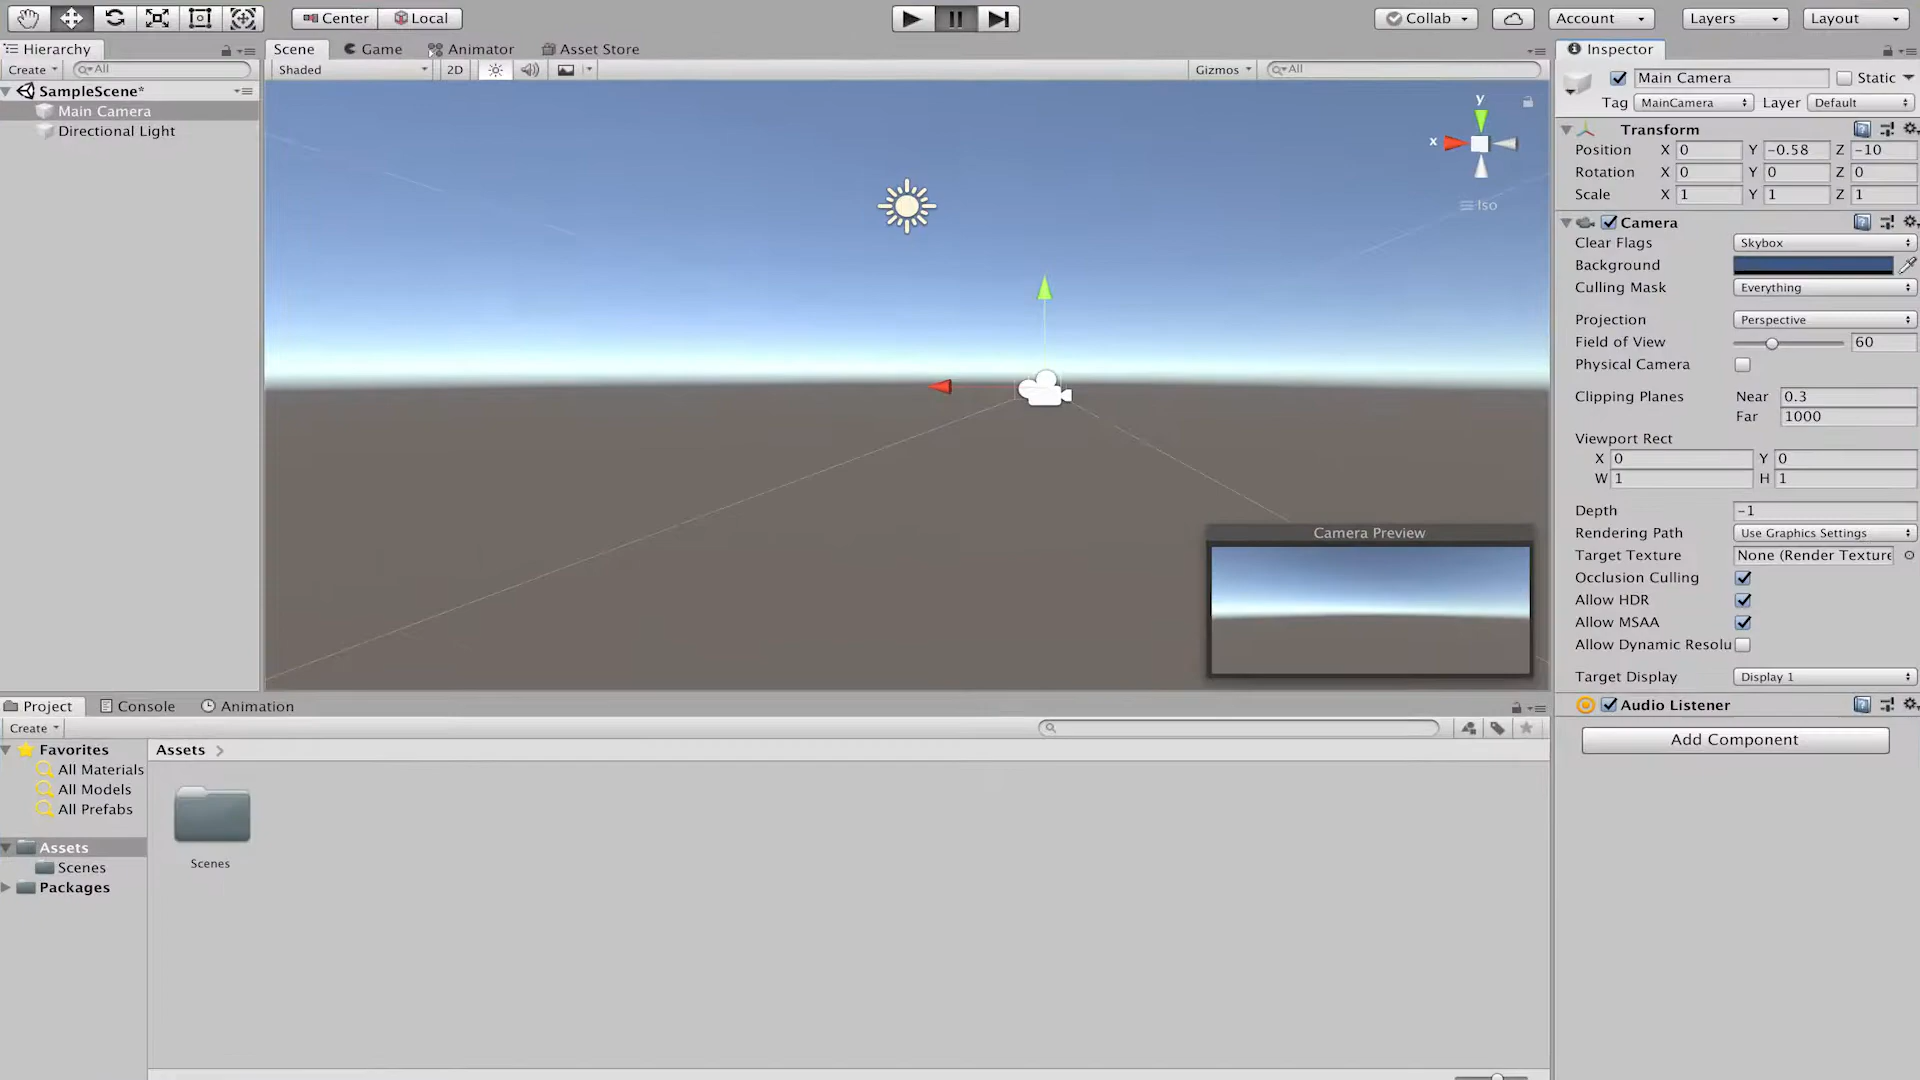 Center Local Collab Account Layers Layout
Hierarchy
Create All
SampleScene*
Main Camera
Directional Light
Scene Game Animator Asset Store
Shaded 2D Gizmos All
y
x
Iso
Camera Preview
Inspector
Main Camera Static
Tag MainCamera Layer Default
Transform
Position X 0 Y -0.58 Z -10
Rotation X 0 Y 0 Z 0
Scale X 1 Y 1 Z 1
Camera
Clear Flags Skybox
Background
Culling Mask Everything
Projection Perspective
Field of View 60
Physical Camera
Clipping Planes Near 0.3
Far 1000
Viewport Rect
X 0 Y 0
W 1 H 1
Depth -1
Rendering Path Use Graphics Settings
Target Texture None (Render Texture
Occlusion Culling
Allow HDR
Allow MSAA
Allow Dynamic Resolu
Target Display Display 1
Audio Listener
Add Component
Project Console Animation
Create
Favorites
All Materials
All Models
All Prefabs
Assets
Scenes
Packages
Assets
Scenes